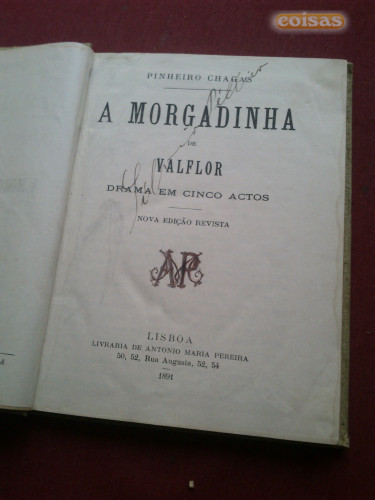 coisas
PINHEIRO CHAGAS
A MORGADINHA
DE
VALFLOR
DRAMA EM CINCO ACTOS
NOVA EDIÇÃO REVISTA
LISBOA
LIVRARIA DE ANTONIO MARIA PEREIRA
50, 52, Rua Augusta, 52, 54
1891